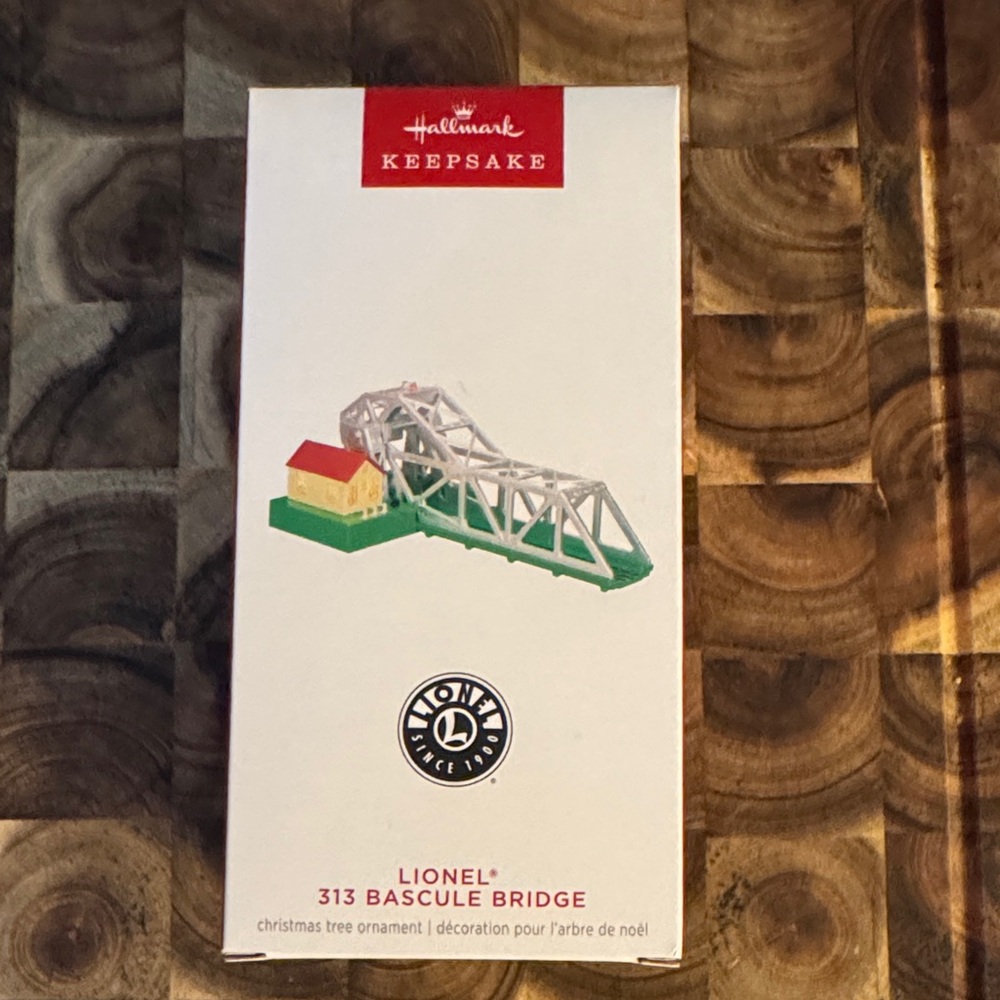 Hallmark
KEEPSAKE
LIONEL
L
SINCE 1900
®
LIONEL®
313 BASCULE BRIDGE
christmas tree ornament | décoration pour l'arbre de noël